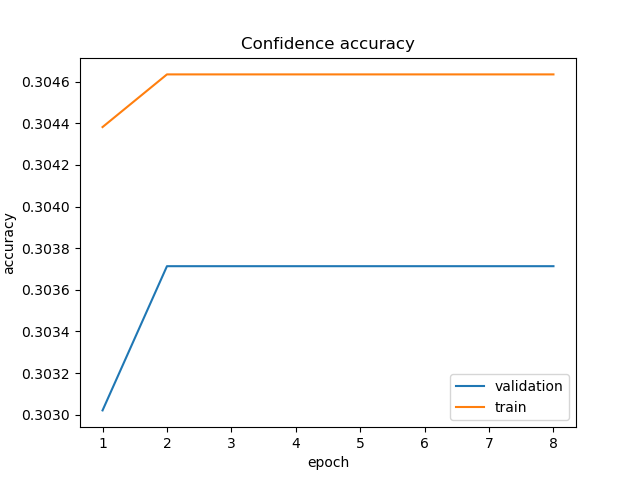 Confidence accuracy
accuracy
0.3046
0.3044
0.3042
0.3040
0.3038
0.3036
0.3034
0.3032
0.3030
validation
train
1 2 3 4 5 6 7 8
epoch